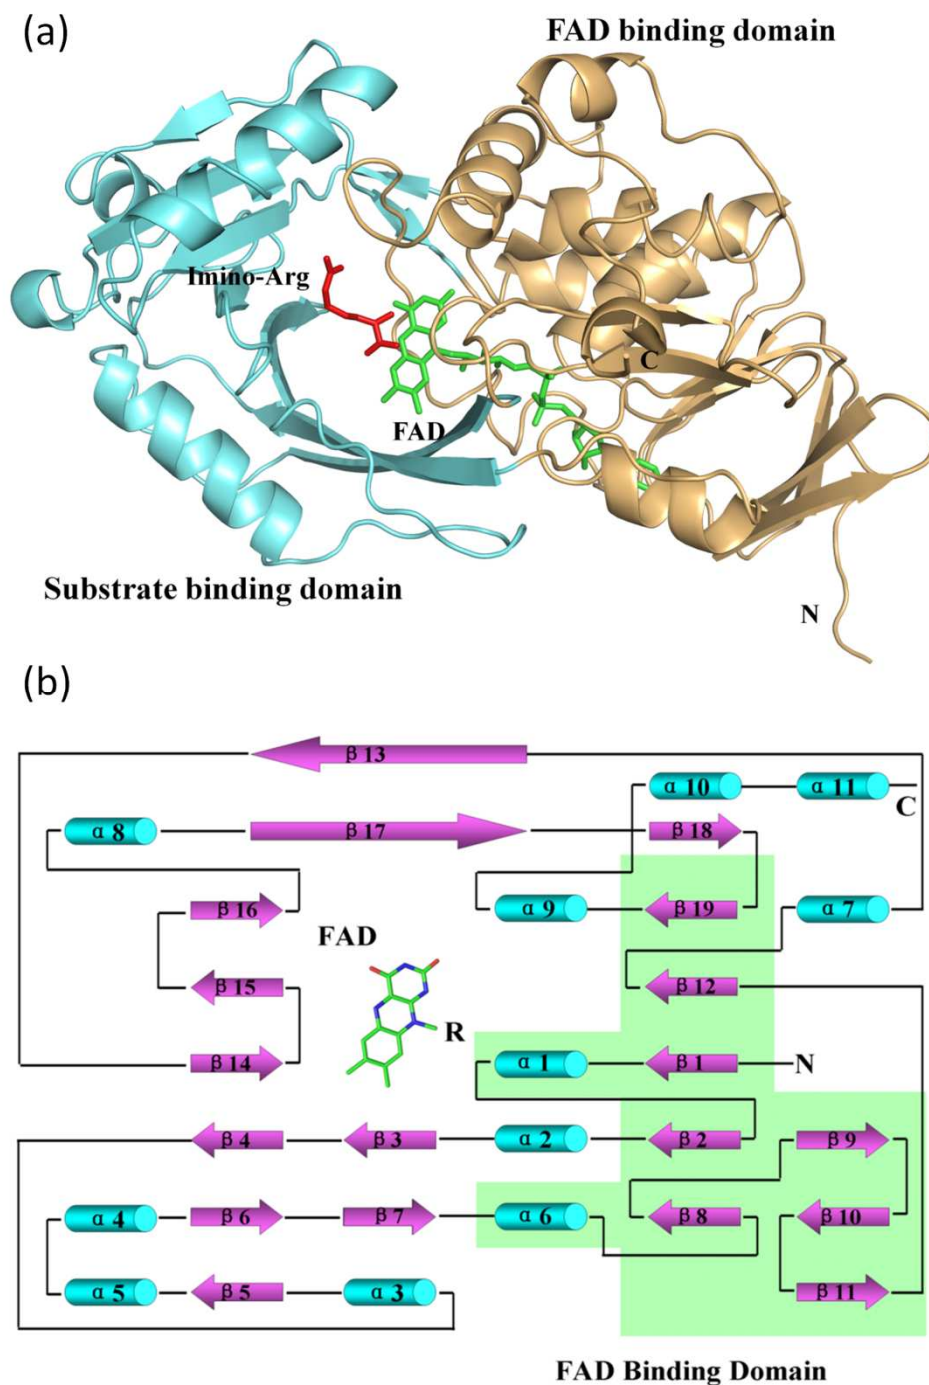 (a)
FAD binding domain
Imino-Arg
C
FAD
Substrate binding domain
N
(b)
β 13
α 10 α 11
C
α 8 β 17 β 18
β 16 α 9 β 19 α 7
FAD
β 15 β 12
R
β 14 α 1 β 1 N
β 4 β 3 α 2 β 2 β 9
α 4 β 6 β 7 α 6 β 8 β 10
α 5 β 5 α 3 β 11
FAD Binding Domain